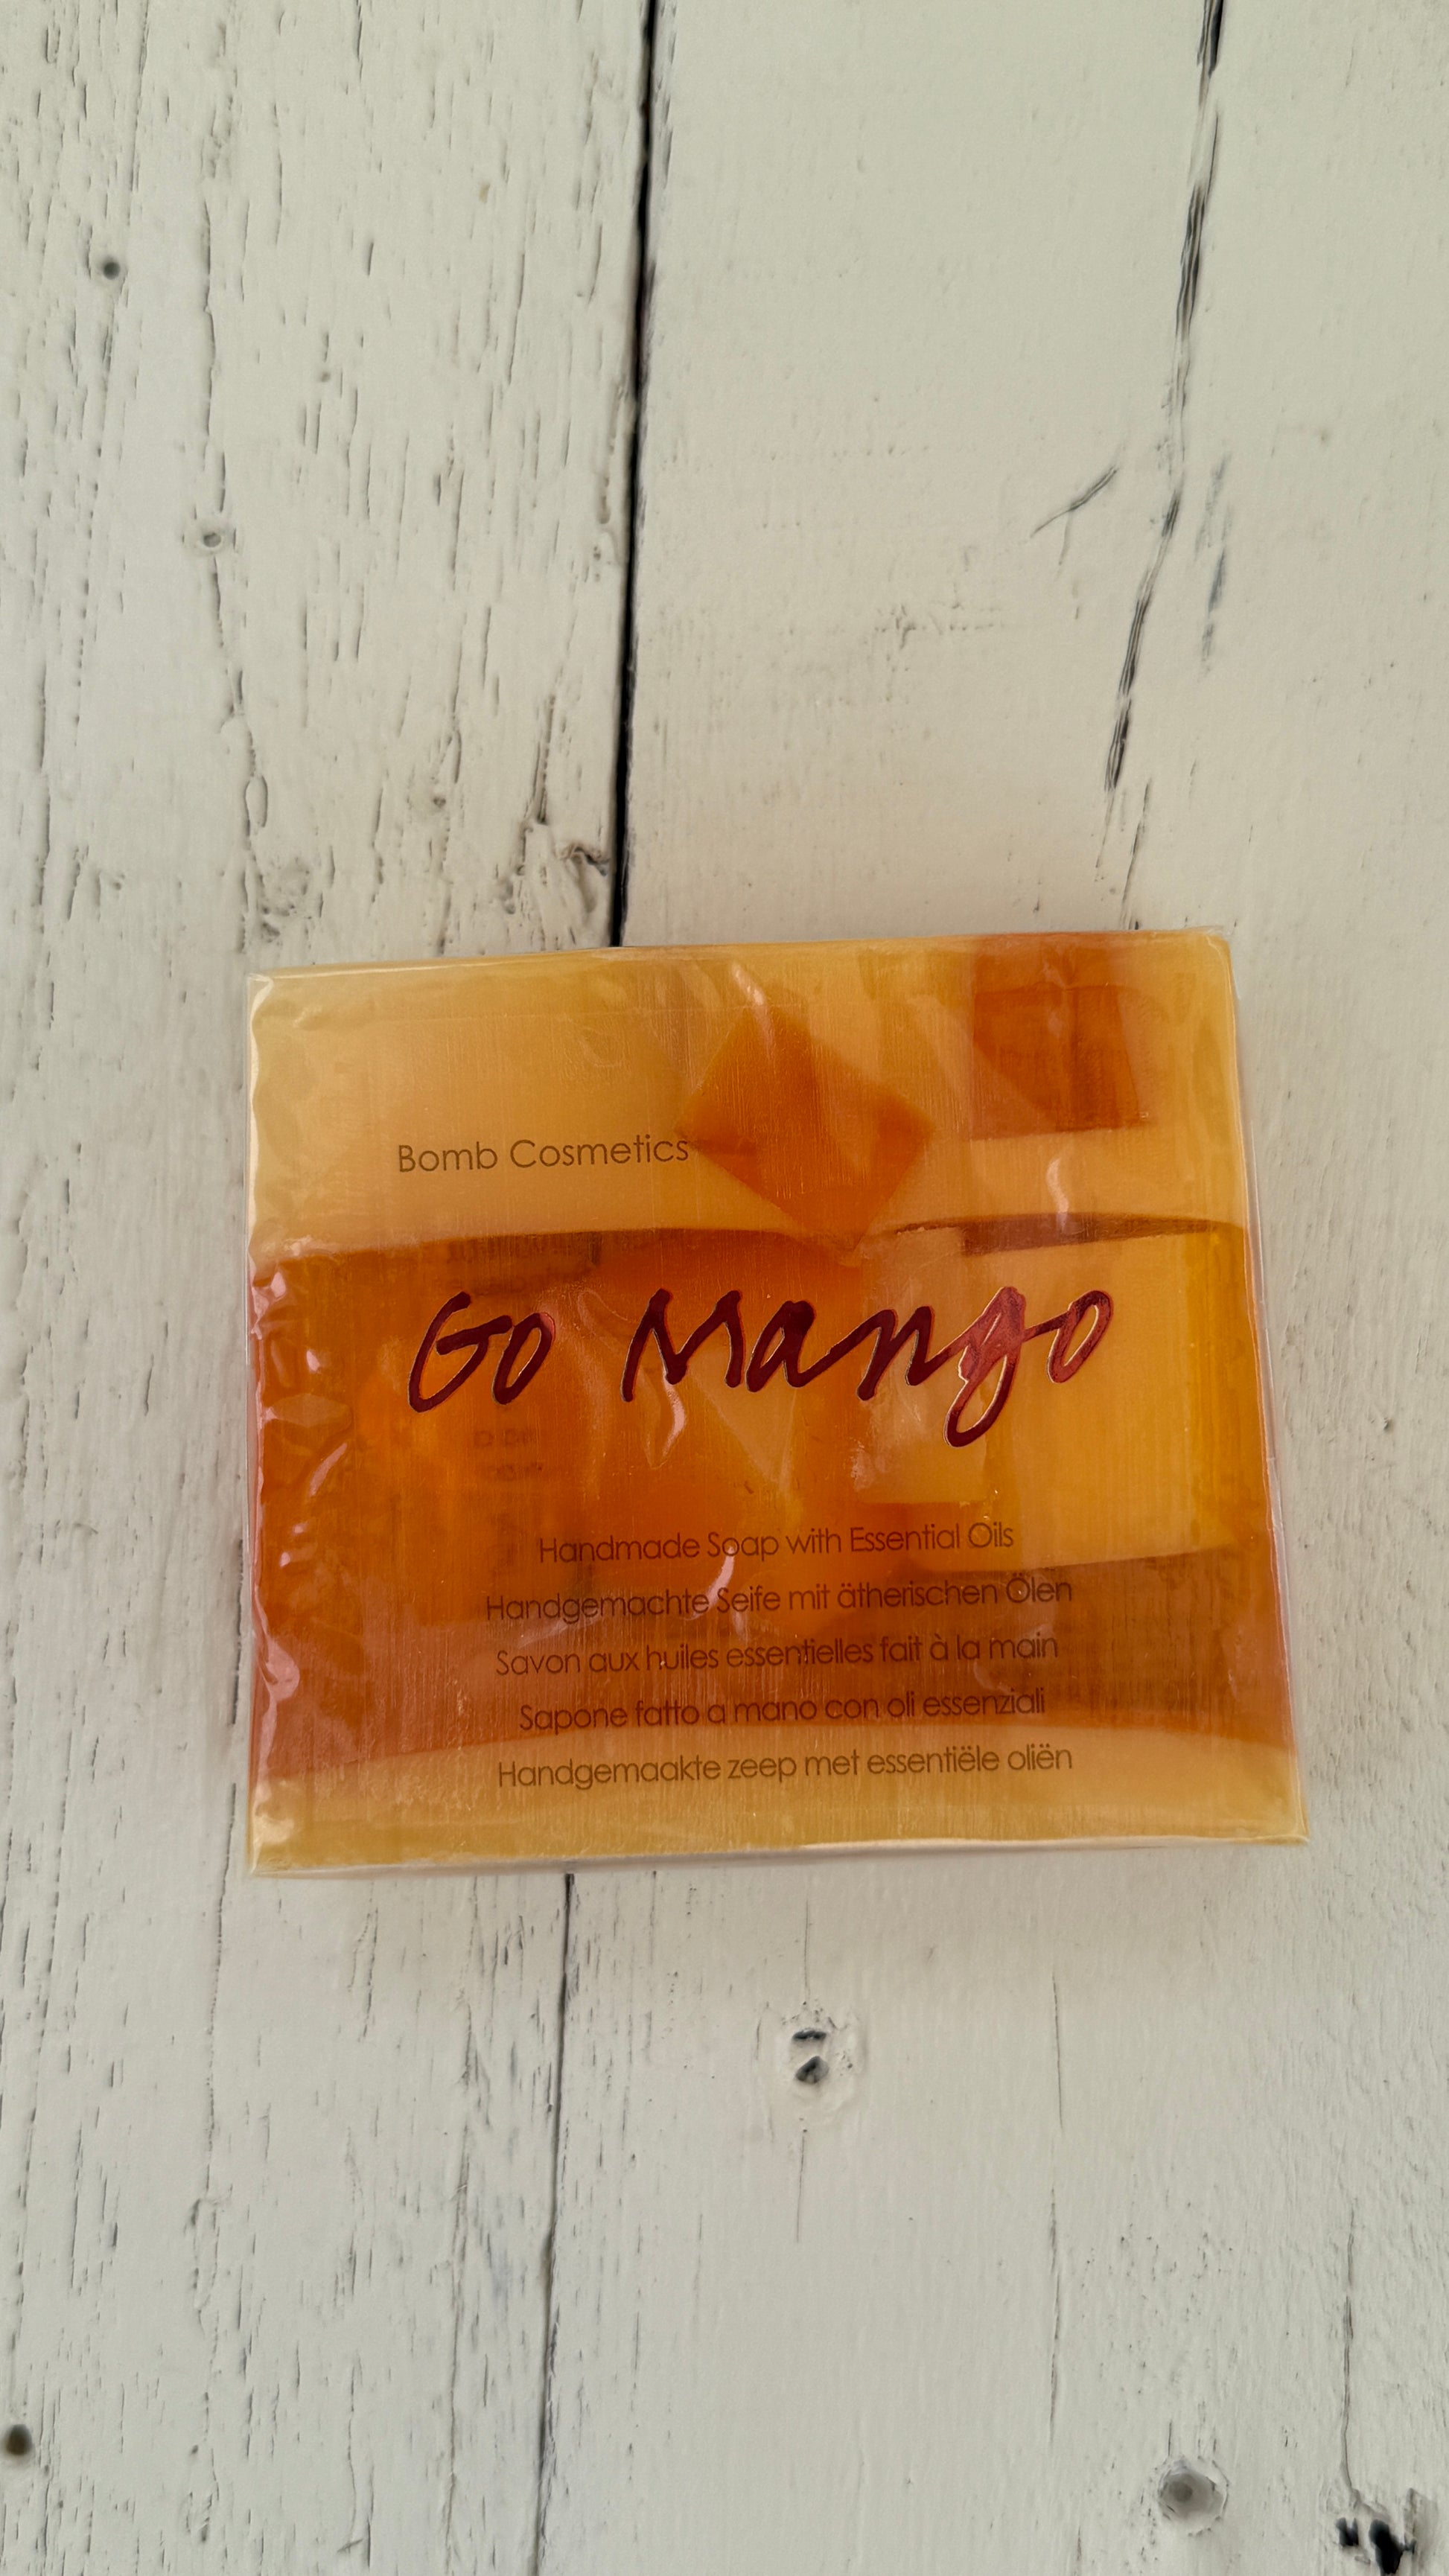 Bomb Cosmetics
Go Mango
Handmade Soap with Essential Oils
Handgemachte Seife mit ätherischen Ölen
Savon aux huiles essentielles fait à la main
Sapone fatto a mano con oli essenziali
Handgemaakte zeep met essentiële oliën